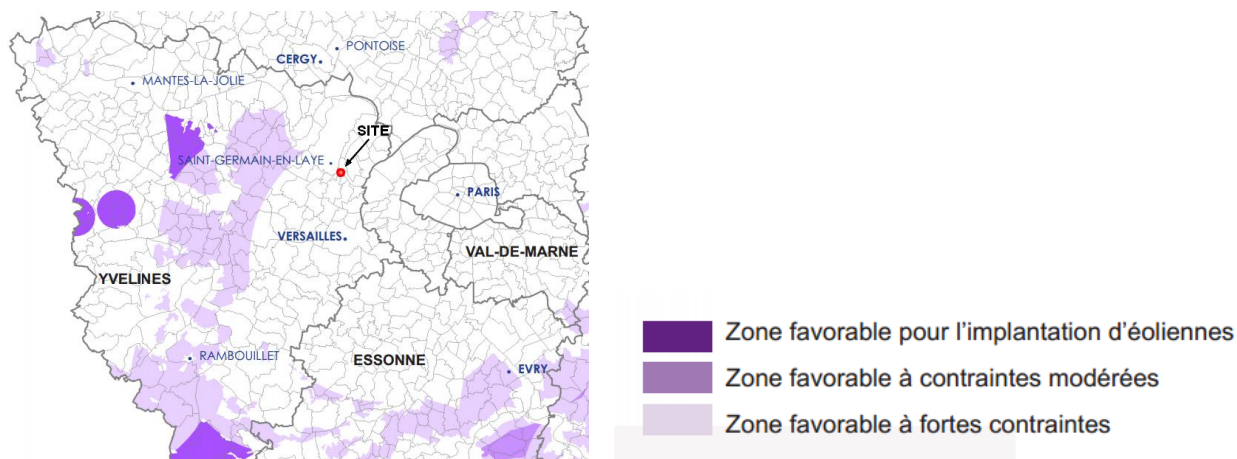 PONTOISE
CERGY
MANTES-LA-JOLIE
SITE
SAINT-GERMAIN-EN-LAYE
PARIS
VERSAILLES
VAL-DE-MARNE
YVELINES
RAMBOUILLET
ESSONNE
EVRY
Zone favorable pour l'implantation d'éoliennes
Zone favorable à contraintes modérées
Zone favorable à fortes contraintes